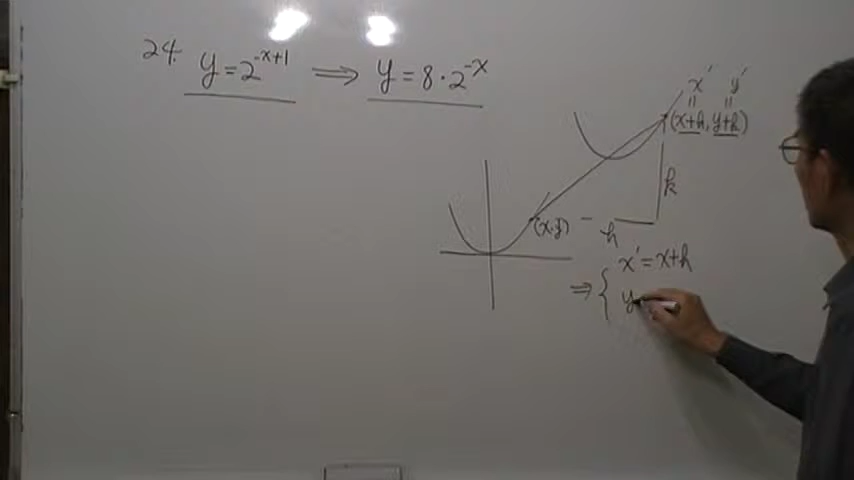 24. y=2^{-x+1} ⟹ y=8·2^{-x}
x' y'
(x+h, y+k)
k
(x,y)
h
⇒ { x'=x+h
y